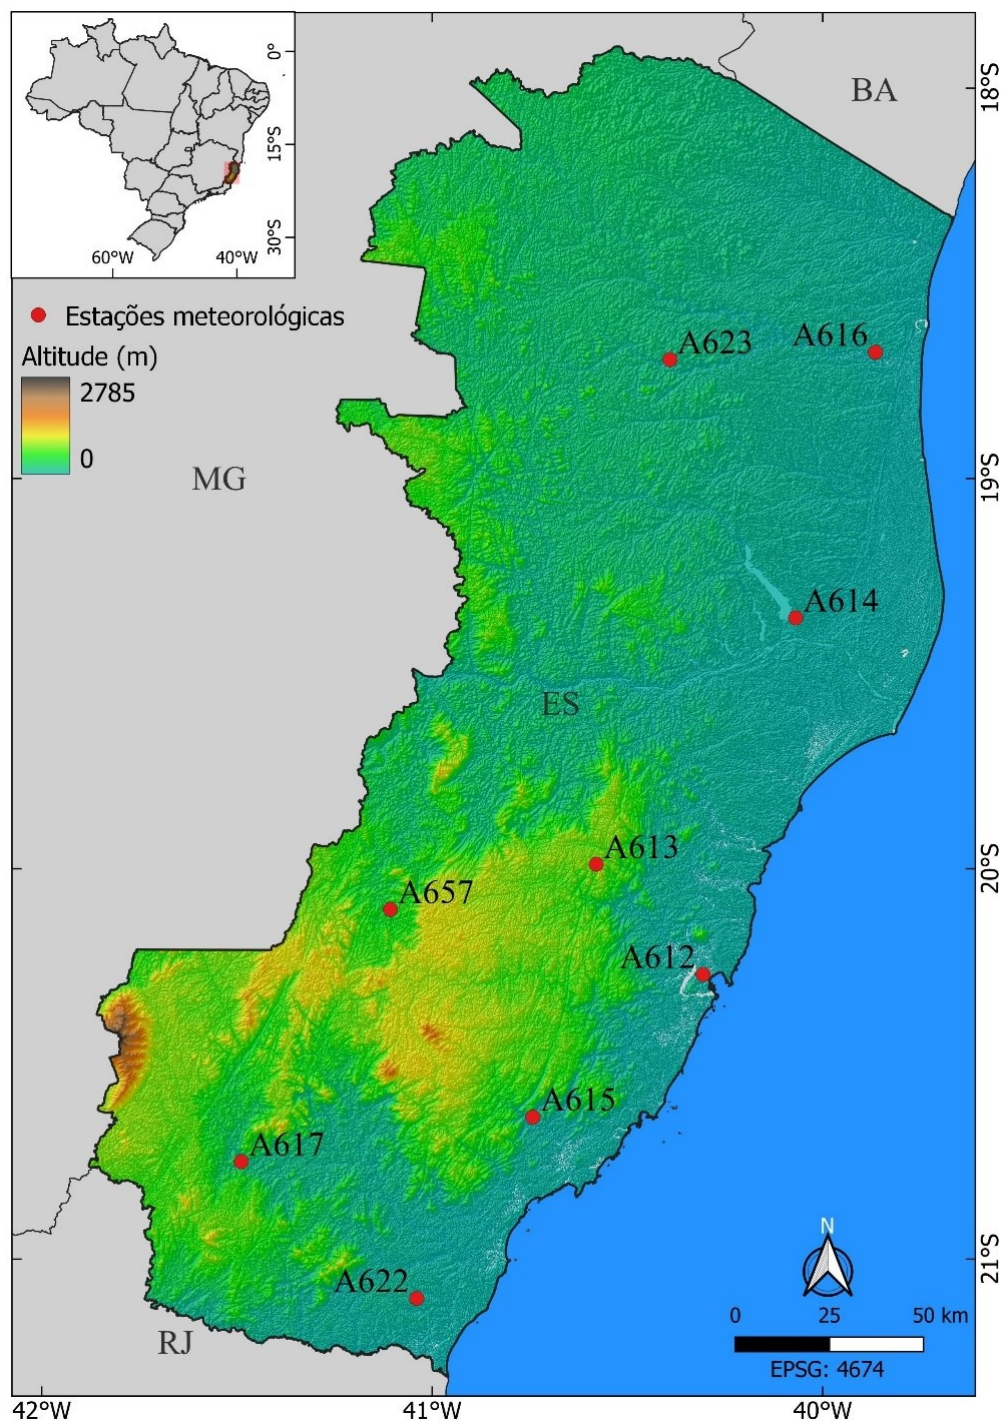 0°
15°S
30°S
60°W
40°W
Estações meteorológicas
Altitude (m)
2785
0
BA
18°S
A623
A616
MG
19°S
A614
ES
A613
20°S
A657
A612
A615
A617
A622
21°S
RJ
N
0 25 50 km
EPSG: 4674
42°W
41°W
40°W